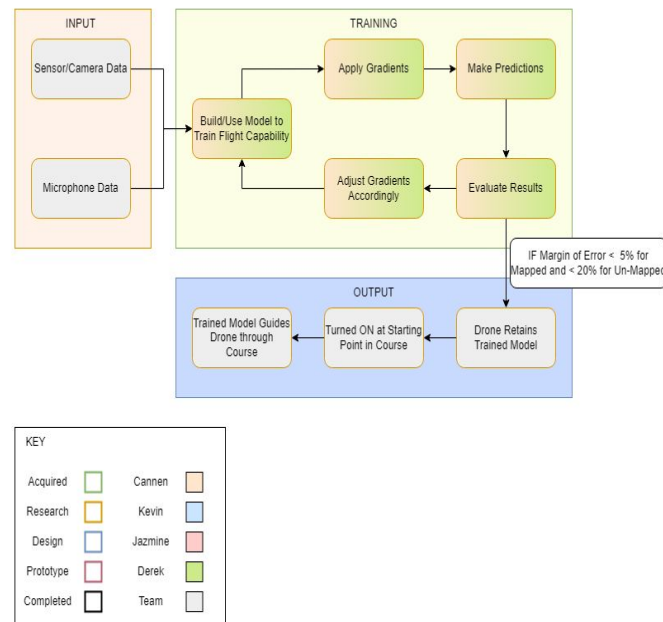 INPUT
TRAINING
Sensor/Camera Data
Apply Gradients
Make Predictions
Build/Use Model to
Train Flight Capability
Microphone Data
Adjust Gradients
Accordingly
Evaluate Results
IF Margin of Error < 5% for
Mapped and < 20% for Un-Mapped
OUTPUT
Trained Model Guides
Drone through
Course
Turned ON at Starting
Point in Course
Drone Retains
Trained Model
KEY
Acquired
Cannen
Research
Kevin
Design
Jazmine
Prototype
Derek
Completed
Team